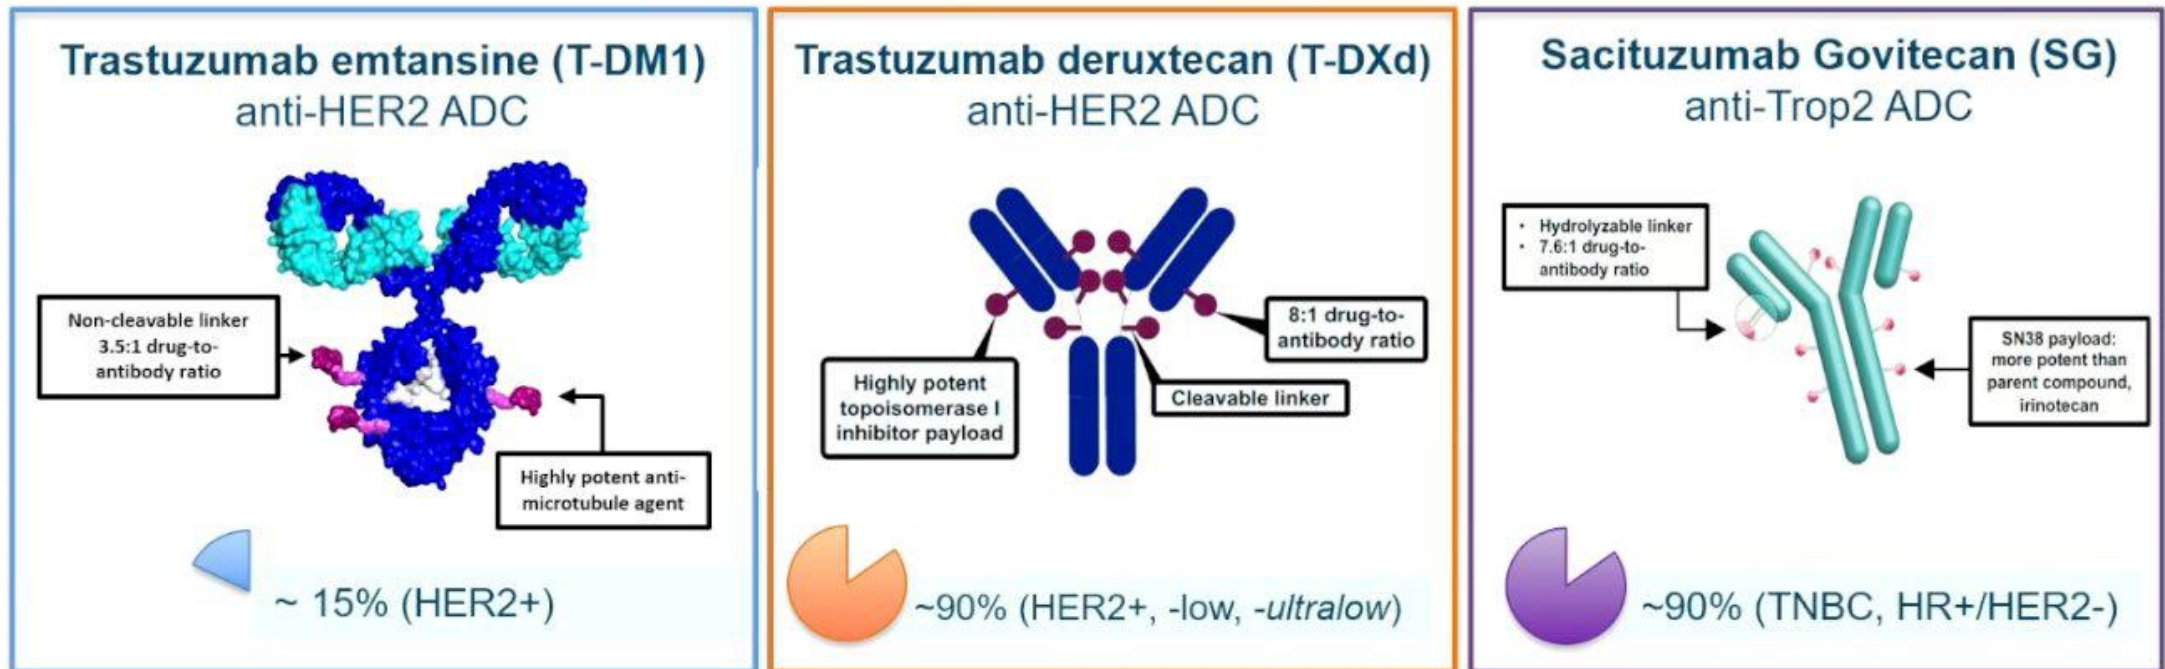 Trastuzumab emtansine (T-DM1)
anti-HER2 ADC
Non-cleavable linker
3.5:1 drug-to-
antibody ratio
Highly potent anti-
microtubule agent
~ 15% (HER2+)
Trastuzumab deruxtecan (T-DXd)
anti-HER2 ADC
8:1 drug-to-
antibody ratio
Highly potent
topoisomerase I
inhibitor payload
Cleavable linker
~90% (HER2+, -low, -ultralow)
Sacituzumab Govitecan (SG)
anti-Trop2 ADC
• Hydrolyzable linker
• 7.6:1 drug-to-
antibody ratio
SN38 payload:
more potent than
parent compound,
irinotecan
~90% (TNBC, HR+/HER2-)